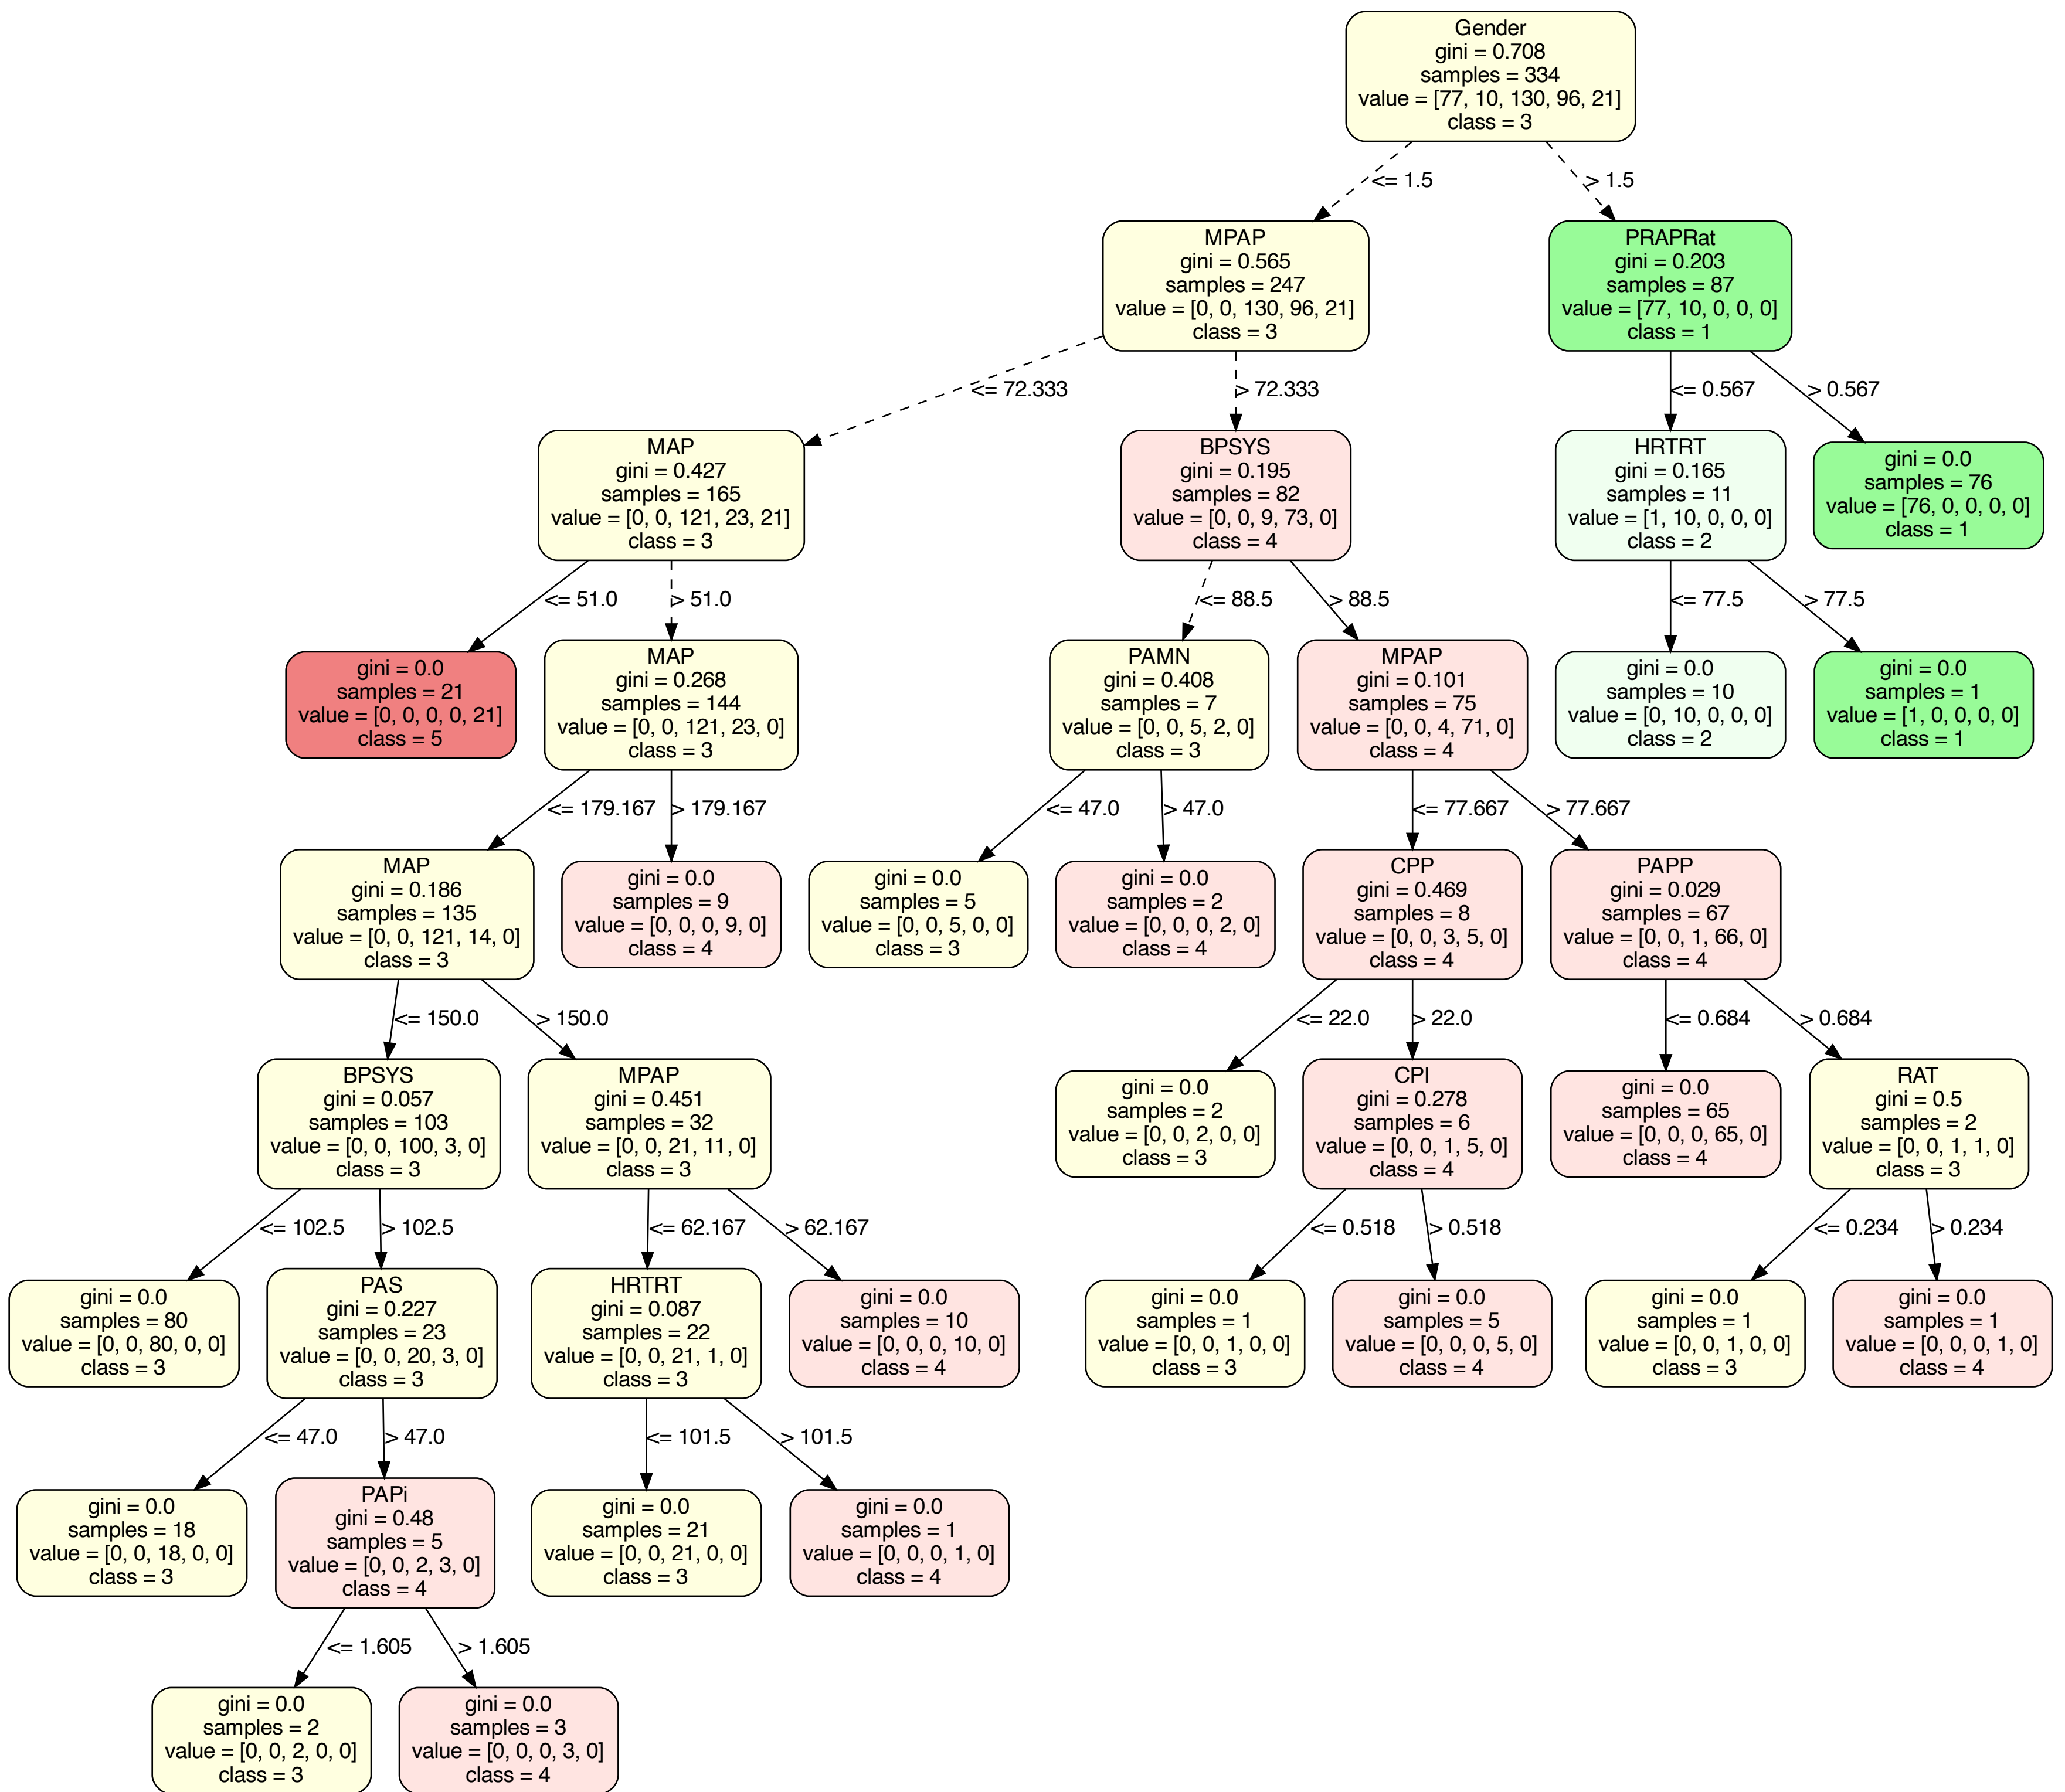 Gender
gini = 0.708
samples = 334
value = [77, 10, 130, 96, 21]
class = 3
<= 1.5
> 1.5
MPAP
gini = 0.565
samples = 247
value = [0, 0, 130, 96, 21]
class = 3
PRAPRat
gini = 0.203
samples = 87
value = [77, 10, 0, 0, 0]
class = 1
<= 72.333
> 72.333
<= 0.567
> 0.567
MAP
gini = 0.427
samples = 165
value = [0, 0, 121, 23, 21]
class = 3
BPSYS
gini = 0.195
samples = 82
value = [0, 0, 9, 73, 0]
class = 4
HRTRT
gini = 0.165
samples = 11
value = [1, 10, 0, 0, 0]
class = 2
gini = 0.0
samples = 76
value = [76, 0, 0, 0, 0]
class = 1
<= 51.0
> 51.0
<= 88.5
> 88.5
<= 77.5
> 77.5
gini = 0.0
samples = 21
value = [0, 0, 0, 0, 21]
class = 5
MAP
gini = 0.268
samples = 144
value = [0, 0, 121, 23, 0]
class = 3
PAMN
gini = 0.408
samples = 7
value = [0, 0, 5, 2, 0]
class = 3
MPAP
gini = 0.101
samples = 75
value = [0, 0, 4, 71, 0]
class = 4
gini = 0.0
samples = 10
value = [0, 10, 0, 0, 0]
class = 2
gini = 0.0
samples = 1
value = [1, 0, 0, 0, 0]
class = 1
<= 179.167
> 179.167
<= 47.0
> 47.0
<= 77.667
> 77.667
MAP
gini = 0.186
samples = 135
value = [0, 0, 121, 14, 0]
class = 3
gini = 0.0
samples = 9
value = [0, 0, 0, 9, 0]
class = 4
gini = 0.0
samples = 5
value = [0, 0, 5, 0, 0]
class = 3
gini = 0.0
samples = 2
value = [0, 0, 0, 2, 0]
class = 4
CPP
gini = 0.469
samples = 8
value = [0, 0, 3, 5, 0]
class = 4
PAPP
gini = 0.029
samples = 67
value = [0, 0, 1, 66, 0]
class = 4
<= 150.0
> 150.0
<= 22.0
> 22.0
<= 0.684
> 0.684
BPSYS
gini = 0.057
samples = 103
value = [0, 0, 100, 3, 0]
class = 3
MPAP
gini = 0.451
samples = 32
value = [0, 0, 21, 11, 0]
class = 3
gini = 0.0
samples = 2
value = [0, 0, 2, 0, 0]
class = 3
CPI
gini = 0.278
samples = 6
value = [0, 0, 1, 5, 0]
class = 4
gini = 0.0
samples = 65
value = [0, 0, 0, 65, 0]
class = 4
RAT
gini = 0.5
samples = 2
value = [0, 0, 1, 1, 0]
class = 3
<= 102.5
> 102.5
<= 62.167
> 62.167
<= 0.518
> 0.518
<= 0.234
> 0.234
gini = 0.0
samples = 80
value = [0, 0, 80, 0, 0]
class = 3
PAS
gini = 0.227
samples = 23
value = [0, 0, 20, 3, 0]
class = 3
HRTRT
gini = 0.087
samples = 22
value = [0, 0, 21, 1, 0]
class = 3
gini = 0.0
samples = 10
value = [0, 0, 0, 10, 0]
class = 4
gini = 0.0
samples = 1
value = [0, 0, 1, 0, 0]
class = 3
gini = 0.0
samples = 5
value = [0, 0, 0, 5, 0]
class = 4
gini = 0.0
samples = 1
value = [0, 0, 1, 0, 0]
class = 3
gini = 0.0
samples = 1
value = [0, 0, 0, 1, 0]
class = 4
<= 47.0
> 47.0
<= 101.5
> 101.5
gini = 0.0
samples = 18
value = [0, 0, 18, 0, 0]
class = 3
PAPi
gini = 0.48
samples = 5
value = [0, 0, 2, 3, 0]
class = 4
gini = 0.0
samples = 21
value = [0, 0, 21, 0, 0]
class = 3
gini = 0.0
samples = 1
value = [0, 0, 0, 1, 0]
class = 4
<= 1.605
> 1.605
gini = 0.0
samples = 2
value = [0, 0, 2, 0, 0]
class = 3
gini = 0.0
samples = 3
value = [0, 0, 0, 3, 0]
class = 4